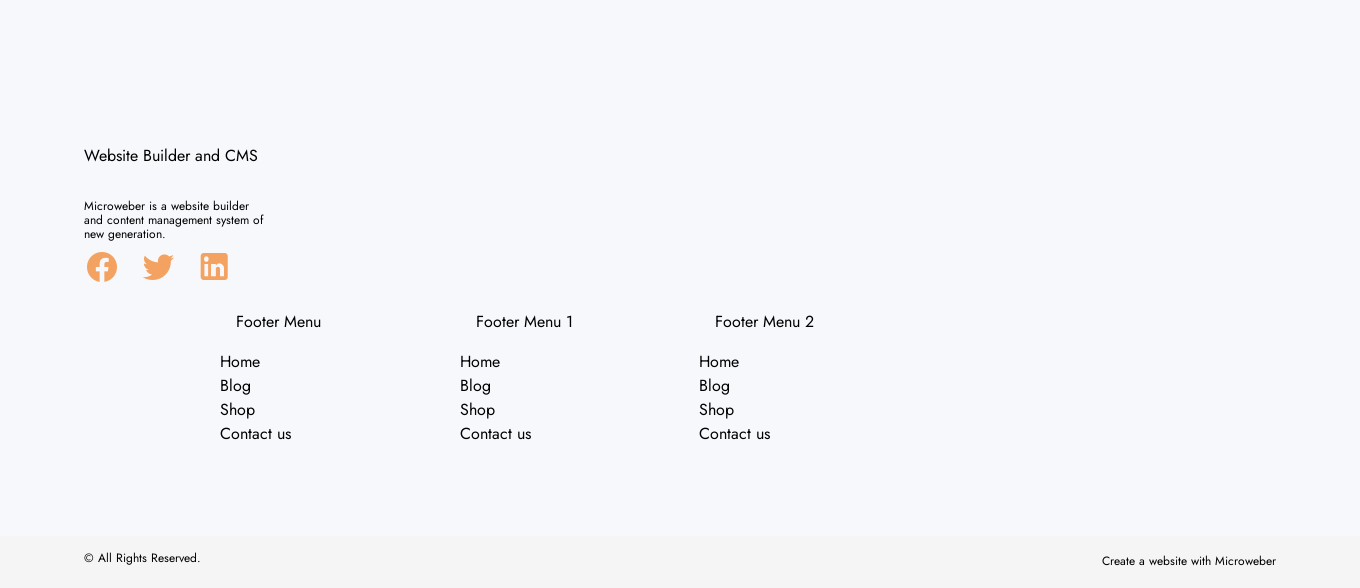 Website Builder and CMS
Microweber is a website builder
and content management system of
new generation.
Footer Menu
Home
Blog
Shop
Contact us
Footer Menu 1
Home
Blog
Shop
Contact us
Footer Menu 2
Home
Blog
Shop
Contact us
© All Rights Reserved.
Create a website with Microweber